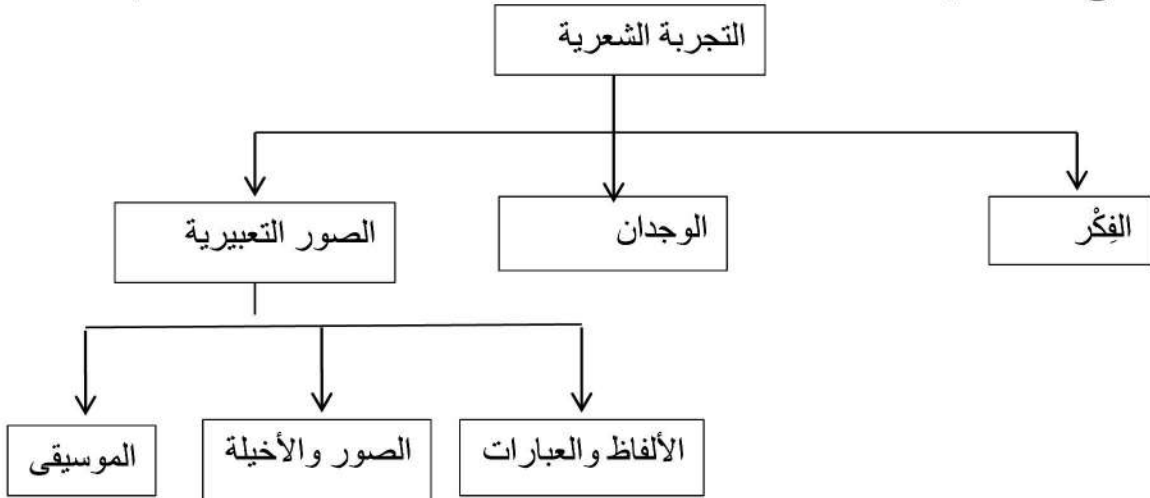 التجربة الشعرية
الفِكْر
الوجدان
الصور التعبيرية
الألفاظ والعبارات
الصور والأخيلة
الموسيقى